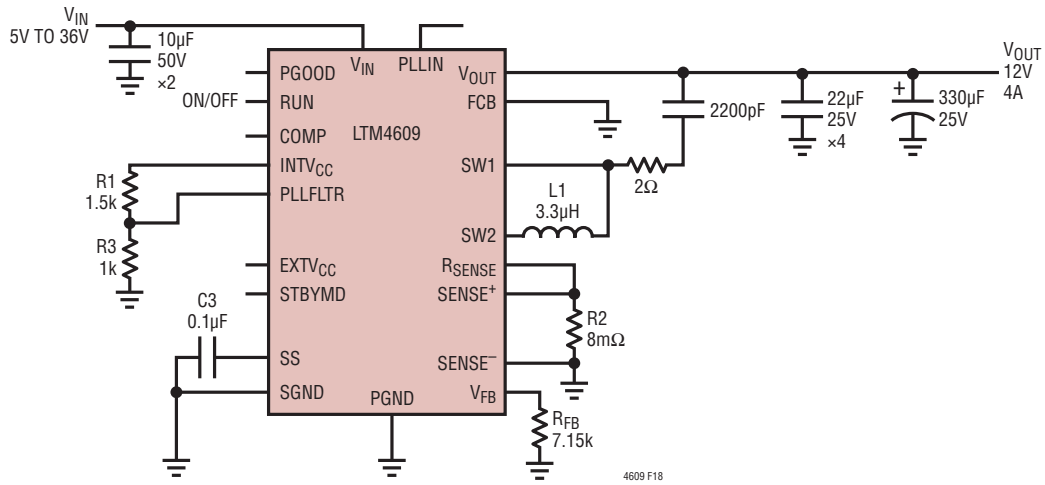 VIN
5V TO 36V
10µF
50V
×2
VIN
PLLIN
PGOOD
RUN
ON/OFF
COMP
INTVCC
PLLFLTR
EXTVCC
STBYMD
SS
SGND
PGND
LTM4609
VOUT
FCB
SW1
SW2
RSENSE
SENSE+
SENSE–
VFB
R1
1.5k
R3
1k
C3
0.1µF
2200pF
2Ω
L1
3.3µH
R2
8mΩ
RFB
7.15k
22µF
25V
×4
+
330µF
25V
VOUT
12V
4A
4609 F18